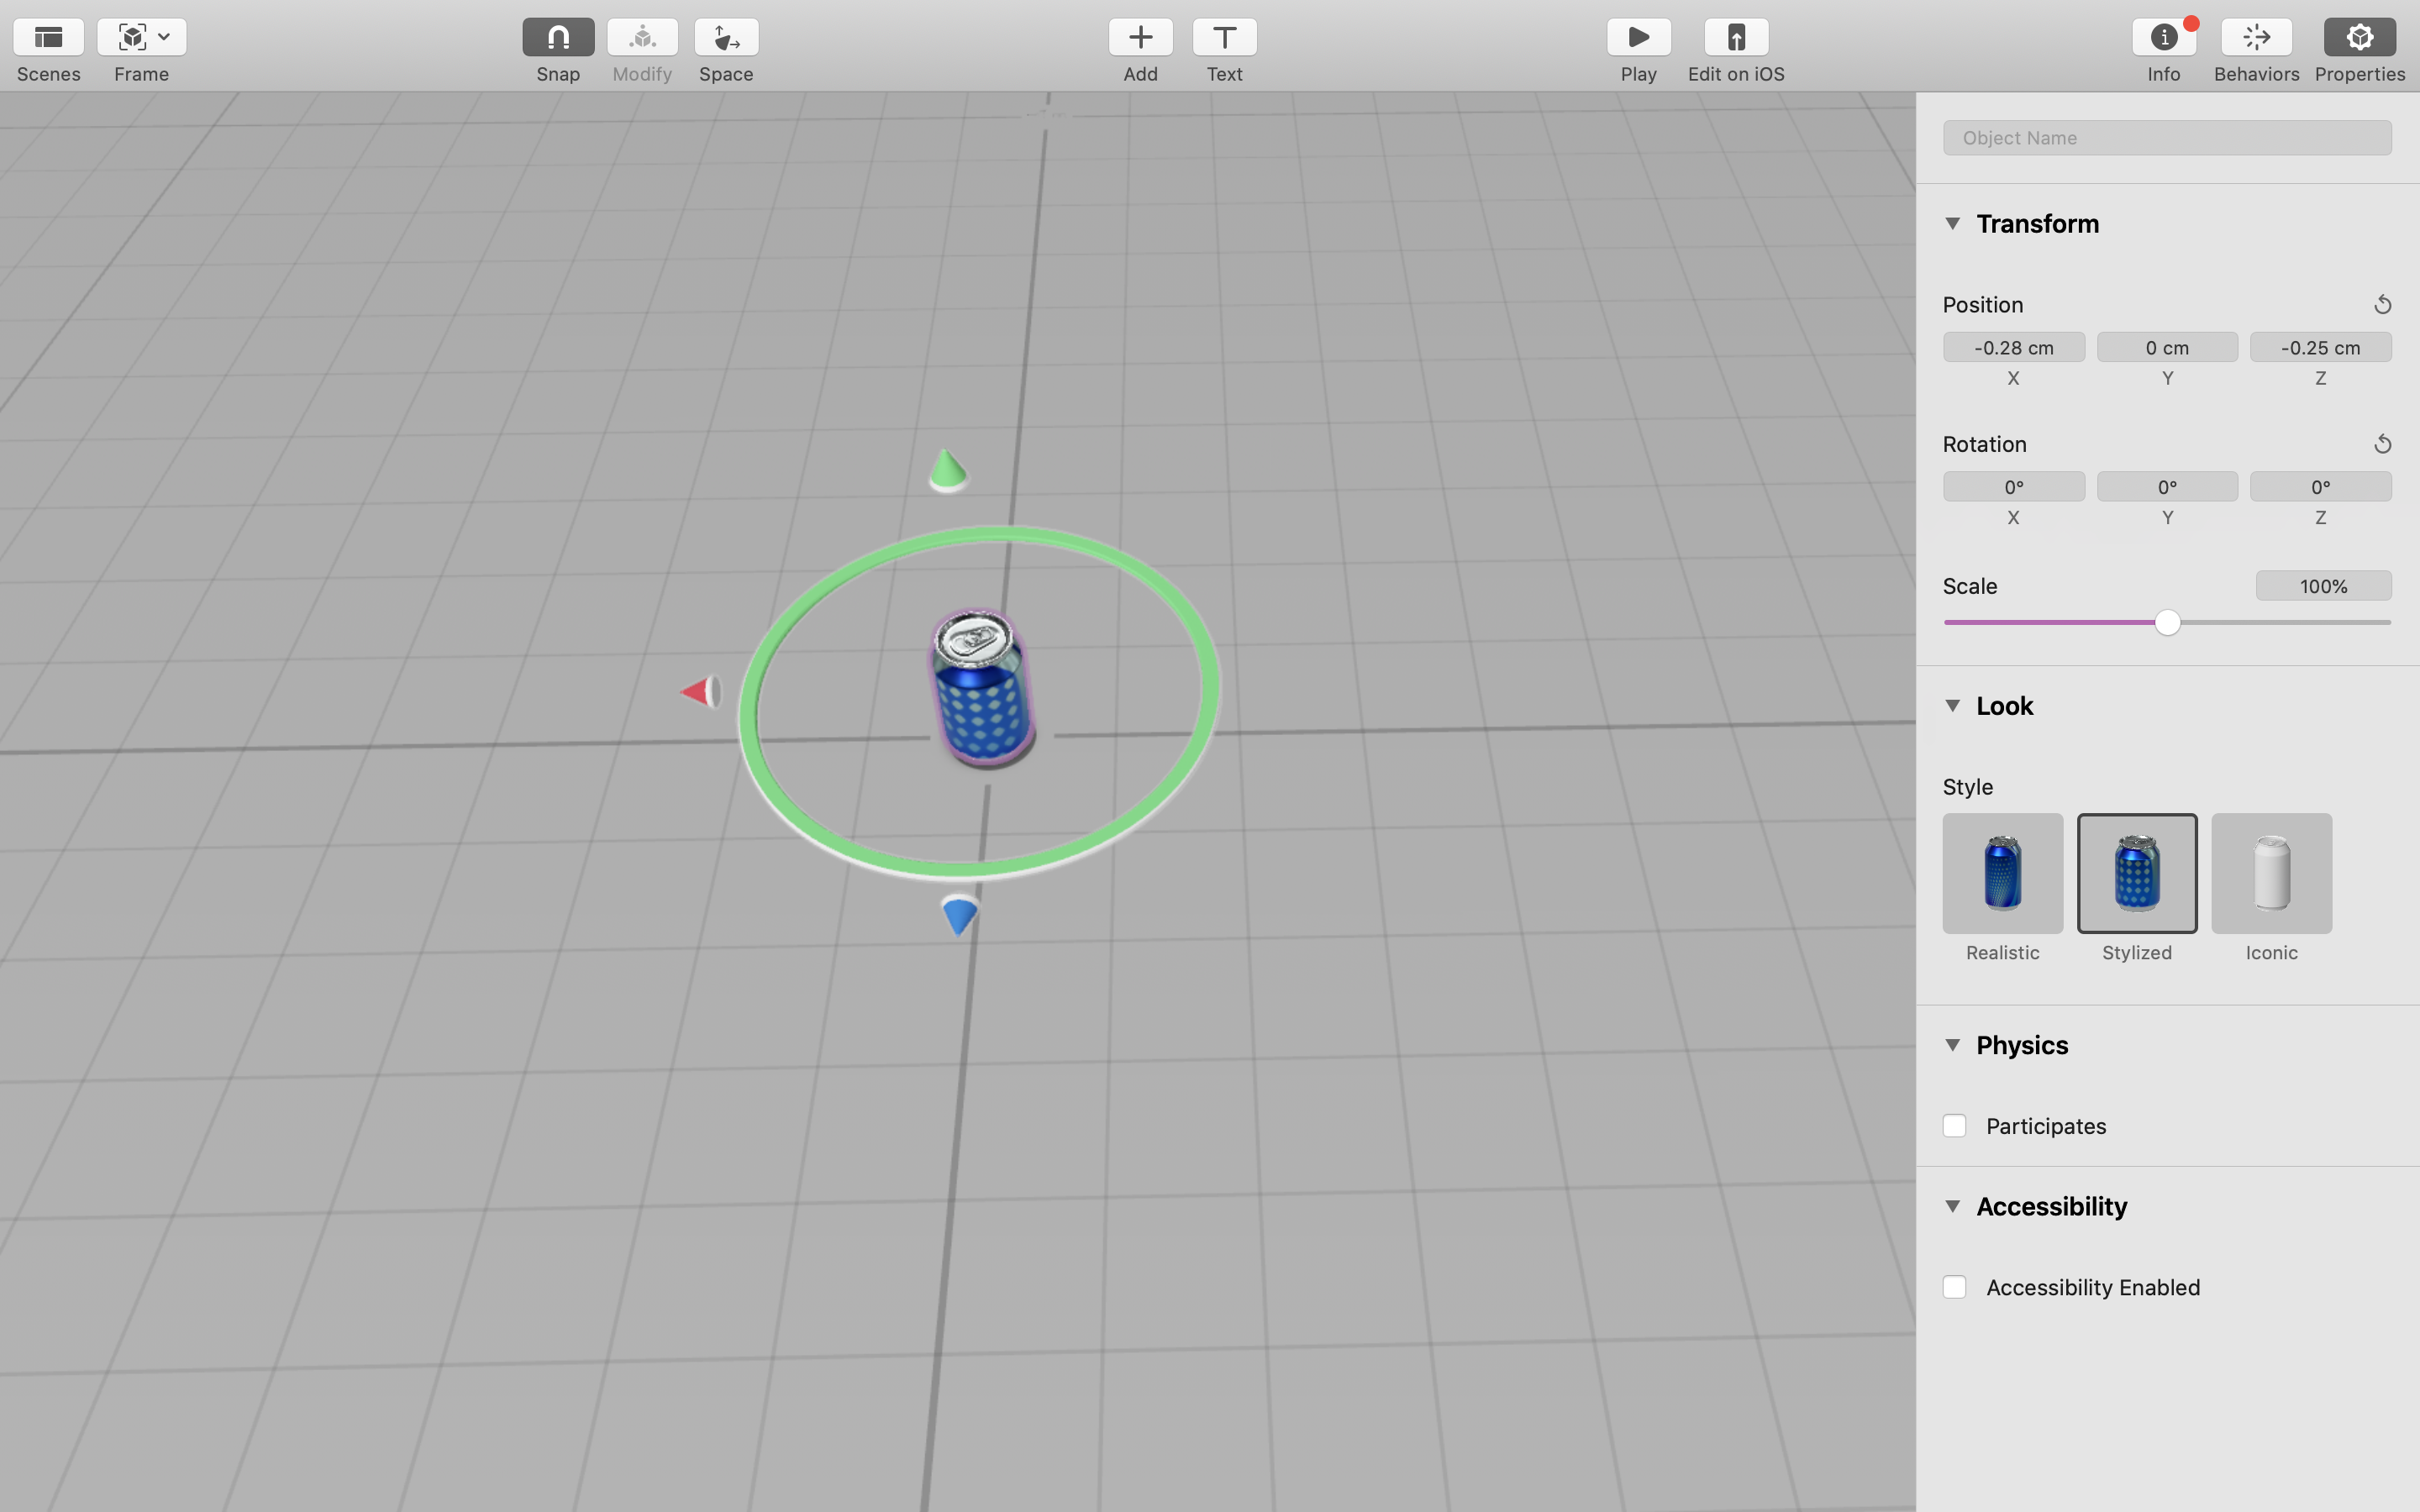 Scenes
Frame
Snap
Modify
Space
Add
Text
Play
Edit on iOS
Info
Behaviors
Properties
Object Name
Transform
Position
-0.28 cm
0 cm
-0.25 cm
X
Y
Z
Rotation
0°
0°
0°
X
Y
Z
Scale
100%
Look
Style
Realistic
Stylized
Iconic
Physics
Participates
Accessibility
Accessibility Enabled